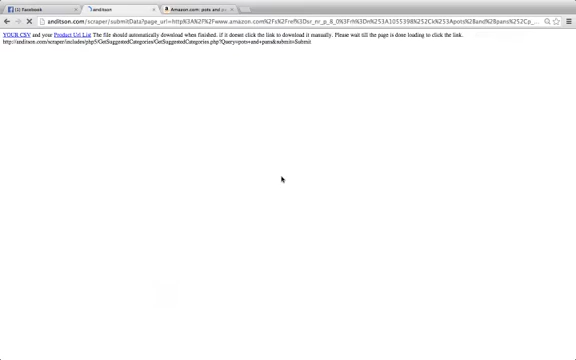 (1) Facebook
anditson
Amazon.com: pots and p
anditson.com/scraper/submitData?page_url=http%3A%2F%2Fwww.amazon.com%2Fs%2Fref%3Dsr_nr_p_8_0%3Frh%3Dn%253A1055398%252Ck%253Apots%2Band%2Bpans%252Cp_
YOUR CSV and your Product Url List The file should automatically download when finished. if it doesnt click the link to download it manually. Please wait till the page is done loading to click the link.
http://anditson.com/scraper/includes/php5/GetSuggestedCategories/GetSuggestedCategories.php?Query=pots+and+pans&submit=Submit